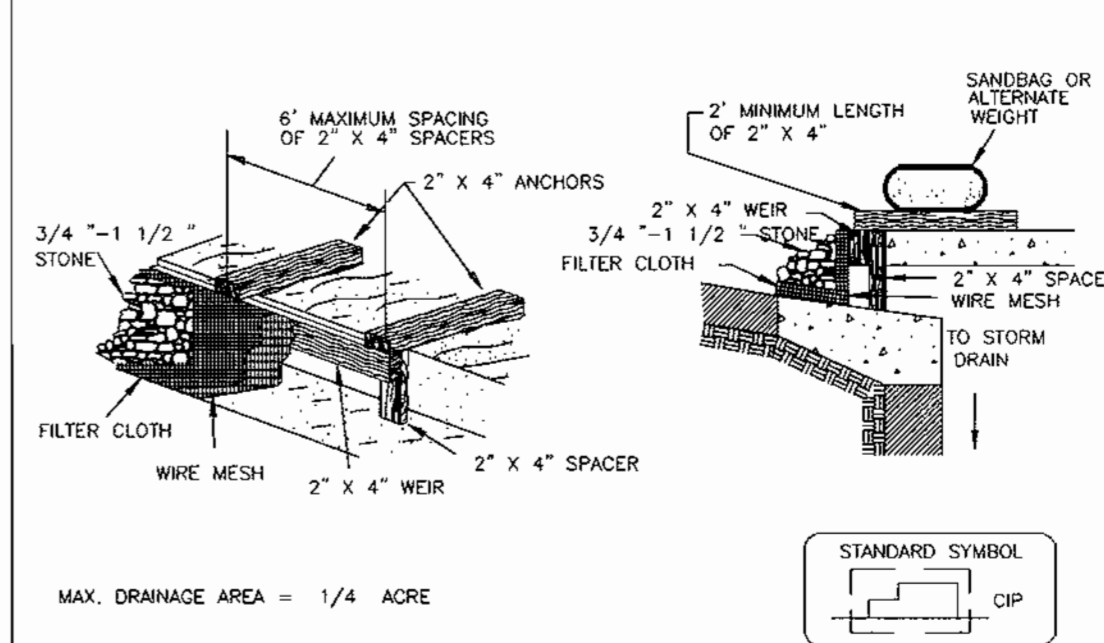 6' MAXIMUM SPACING
OF 2" X 4" SPACERS
2" X 4" ANCHORS
3/4 "-1 1/2 "
STONE
FILTER CLOTH
WIRE MESH
2" X 4" WEIR
2" X 4" SPACER
MAX. DRAINAGE AREA = 1/4 ACRE
SANDBAG OR
ALTERNATE
WEIGHT
2' MINIMUM LENGTH
OF 2" X 4"
2" X 4" WEIR
3/4 "-1 1/2 " STONE
FILTER CLOTH
2" X 4" SPACE
WIRE MESH
TO STORM
DRAIN
STANDARD SYMBOL
CIP